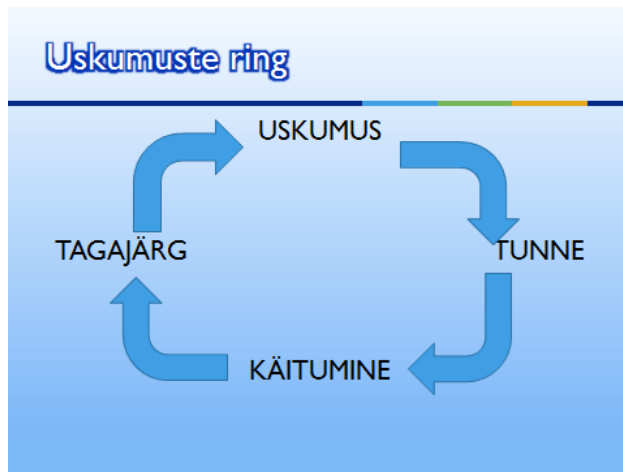 Uskumuste ring
USKUMUS
TUNNE
KÄITUMINE
TAGAJÄRG